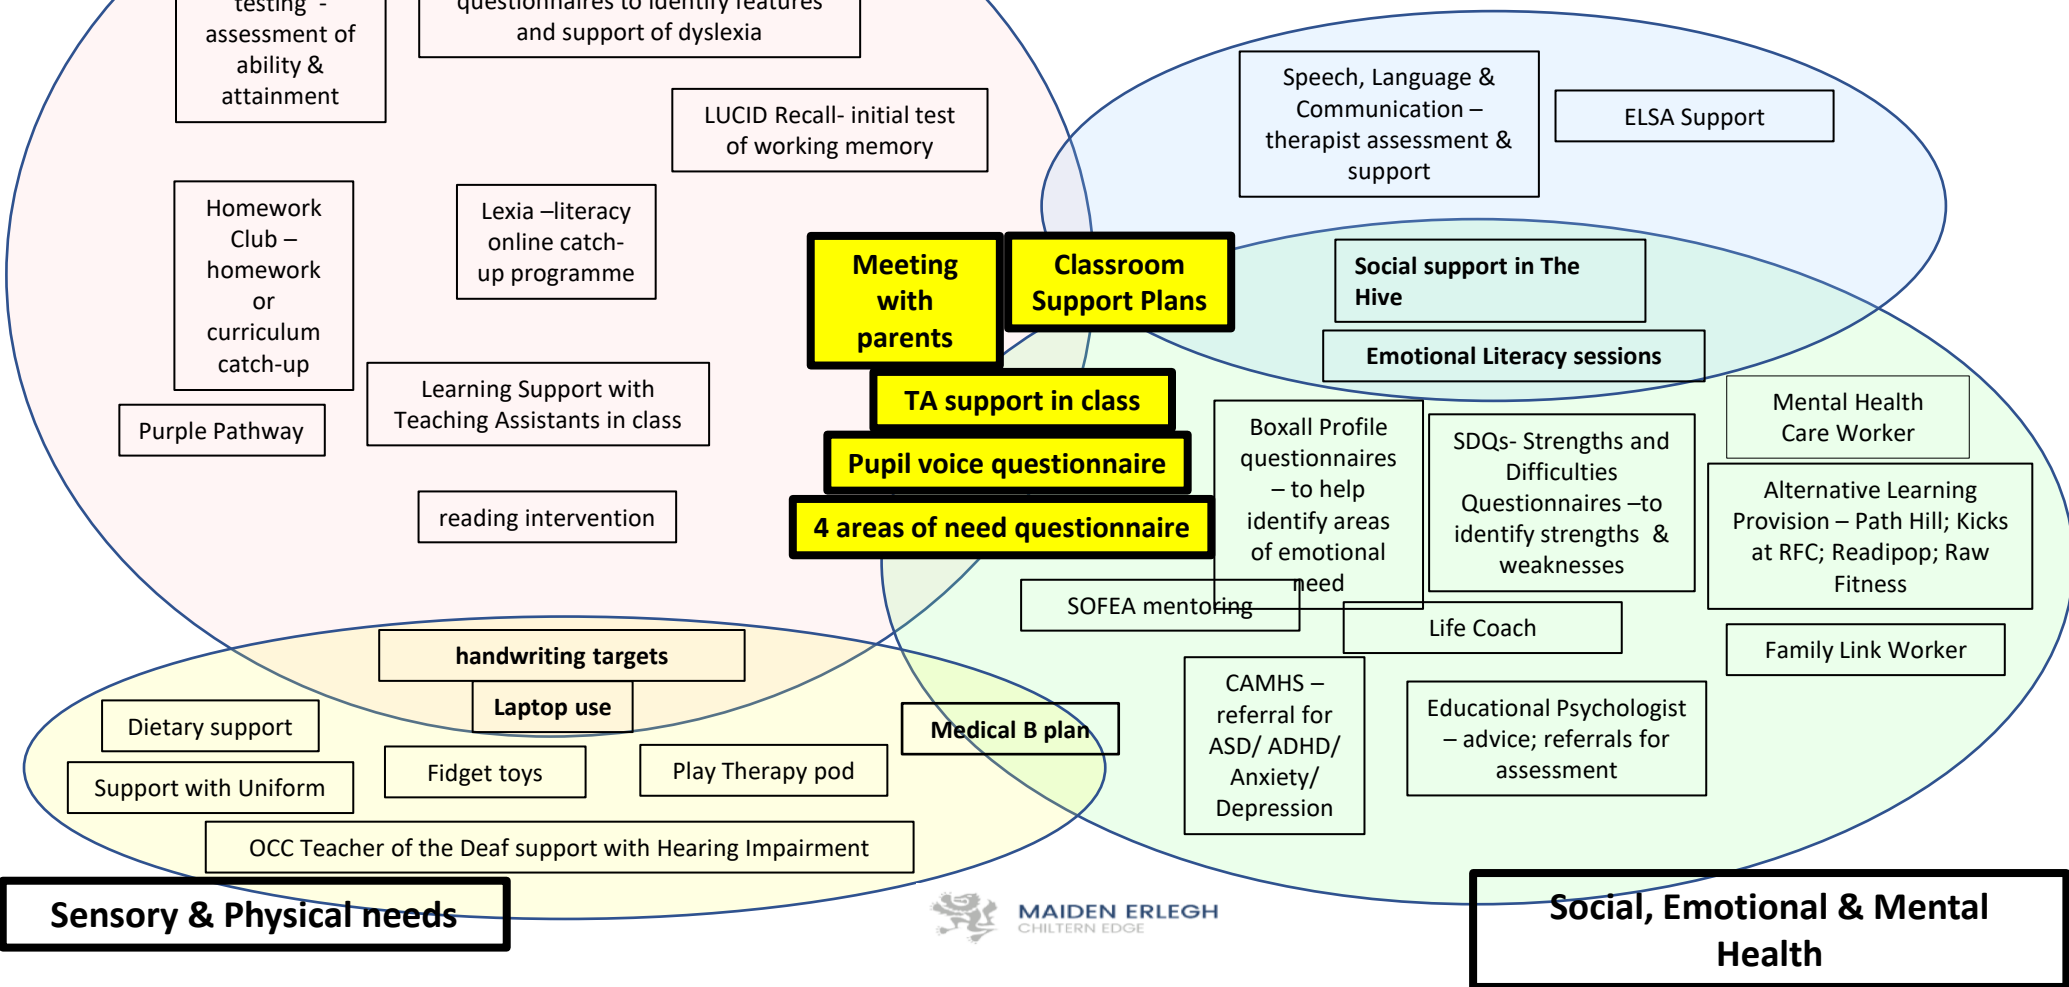 testing -
assessment of
ability &
attainment
questionnaires to identify features
and support of dyslexia
LUCID Recall- initial test
of working memory
Homework
Club –
homework
or
curriculum
catch-up
Lexia –literacy
online catch-
up programme
Learning Support with
Teaching Assistants in class
Purple Pathway
reading intervention
Speech, Language &
Communication –
therapist assessment &
support
ELSA Support
Meeting
with
parents
Classroom
Support Plans
TA support in class
Pupil voice questionnaire
4 areas of need questionnaire
Social support in The
Hive
Emotional Literacy sessions
Boxall Profile
questionnaires
– to help
identify areas
of emotional
need
SDQs- Strengths and
Difficulties
Questionnaires –to
identify strengths &
weaknesses
Mental Health
Care Worker
Alternative Learning
Provision – Path Hill; Kicks
at RFC; Readipop; Raw
Fitness
SOFEA mentoring
Life Coach
Family Link Worker
CAMHS –
referral for
ASD/ ADHD/
Anxiety/
Depression
Educational Psychologist
– advice; referrals for
assessment
handwriting targets
Laptop use
Medical B plan
Dietary support
Support with Uniform
Fidget toys
Play Therapy pod
OCC Teacher of the Deaf support with Hearing Impairment
Sensory & Physical needs
MAIDEN ERLEGH
CHILTERN EDGE
Social, Emotional & Mental
Health